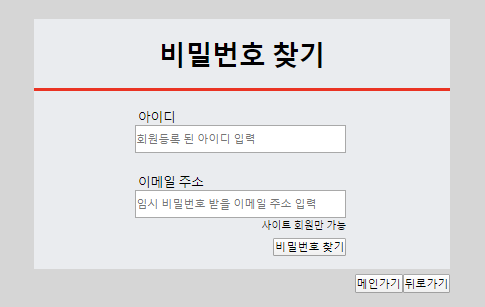 비밀번호 찾기
아이디
회원등록 된 아이디 입력
이메일 주소
임시 비밀번호 받을 이메일 주소 입력
사이트 회원만 가능
비밀번호 찾기
메인가기 뒤로가기